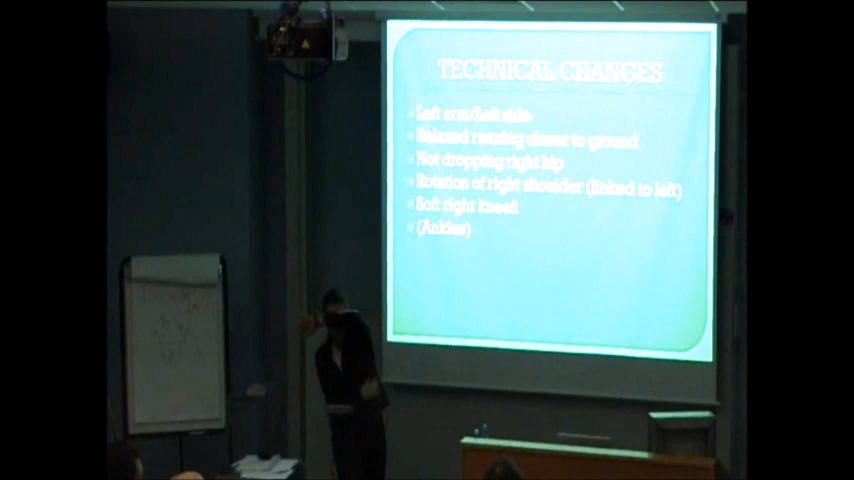 TECHNICAL CHANGES
Left arm/Left side
Relaxed running closer to ground
Not dropping right hip
Rotation of right shoulder (linked to left)
Soft right knee!!
(Ankles)